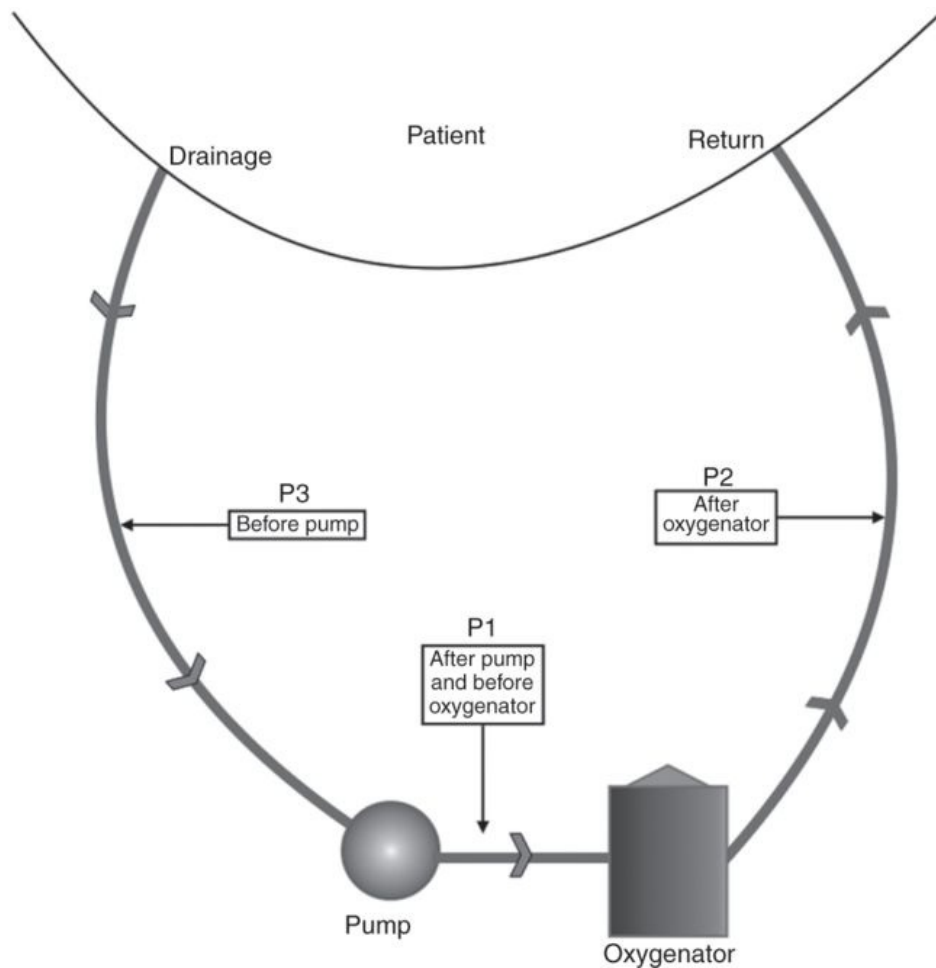 Patient
Drainage
Return
P3
Before pump
P2
After
oxygenator
P1
After pump
and before
oxygenator
Pump
Oxygenator